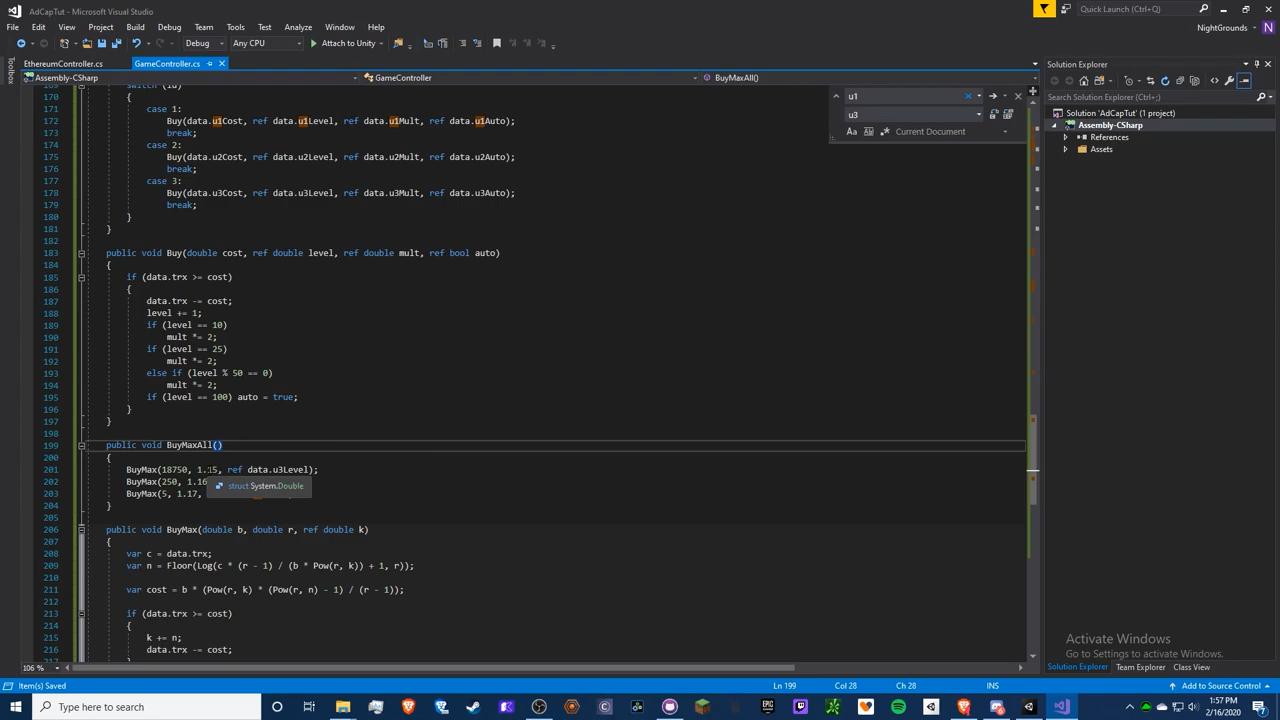 AdCapTut - Microsoft Visual Studio
Quick Launch (Ctrl+Q)
File Edit View Project Build Debug Team Tools Test Analyze Window Help
NightGrounds N
Debug Any CPU Attach to Unity
Toolbox
EthereumController.cs GameController.cs
Assembly-CSharp GameController BuyMaxAll()
u1
u3
Aa Current Document
170 {
171 case 1:
172 Buy(data.u1Cost, ref data.u1Level, ref data.u1Mult, ref data.u1Auto);
173 break;
174 case 2:
175 Buy(data.u2Cost, ref data.u2Level, ref data.u2Mult, ref data.u2Auto);
176 break;
177 case 3:
178 Buy(data.u3Cost, ref data.u3Level, ref data.u3Mult, ref data.u3Auto);
179 break;
180 }
181 }
182
183 public void Buy(double cost, ref double level, ref double mult, ref bool auto)
184 {
185 if (data.trx >= cost)
186 {
187 data.trx -= cost;
188 level += 1;
189 if (level == 10)
190 mult *= 2;
191 if (level == 25)
192 mult *= 2;
193 else if (level % 50 == 0)
194 mult *= 2;
195 if (level == 100) auto = true;
196 }
197 }
198
199 public void BuyMaxAll()
200 {
201 BuyMax(18750, 1.15, ref data.u3Level);
202 BuyMax(250, 1.16
203 BuyMax(5, 1.17,
struct System.Double
204 }
205
206 public void BuyMax(double b, double r, ref double k)
207 {
208 var c = data.trx;
209 var n = Floor(Log(c * (r - 1) / (b * Pow(r, k)) + 1, r));
210
211 var cost = b * (Pow(r, k) * (Pow(r, n) - 1) / (r - 1));
212
213 if (data.trx >= cost)
214 {
215 k += n;
216 data.trx -= cost;
106 %
Solution Explorer
Search Solution Explorer (Ctrl+;)
Solution 'AdCapTut' (1 project)
Assembly-CSharp
References
Assets
Activate Windows
Go to Settings to activate Windows.
Solution Explorer Team Explorer Class View
Item(s) Saved Ln 199 Col 28 Ch 28 INS Add to Source Control
Type here to search
1:57 PM
2/16/2020